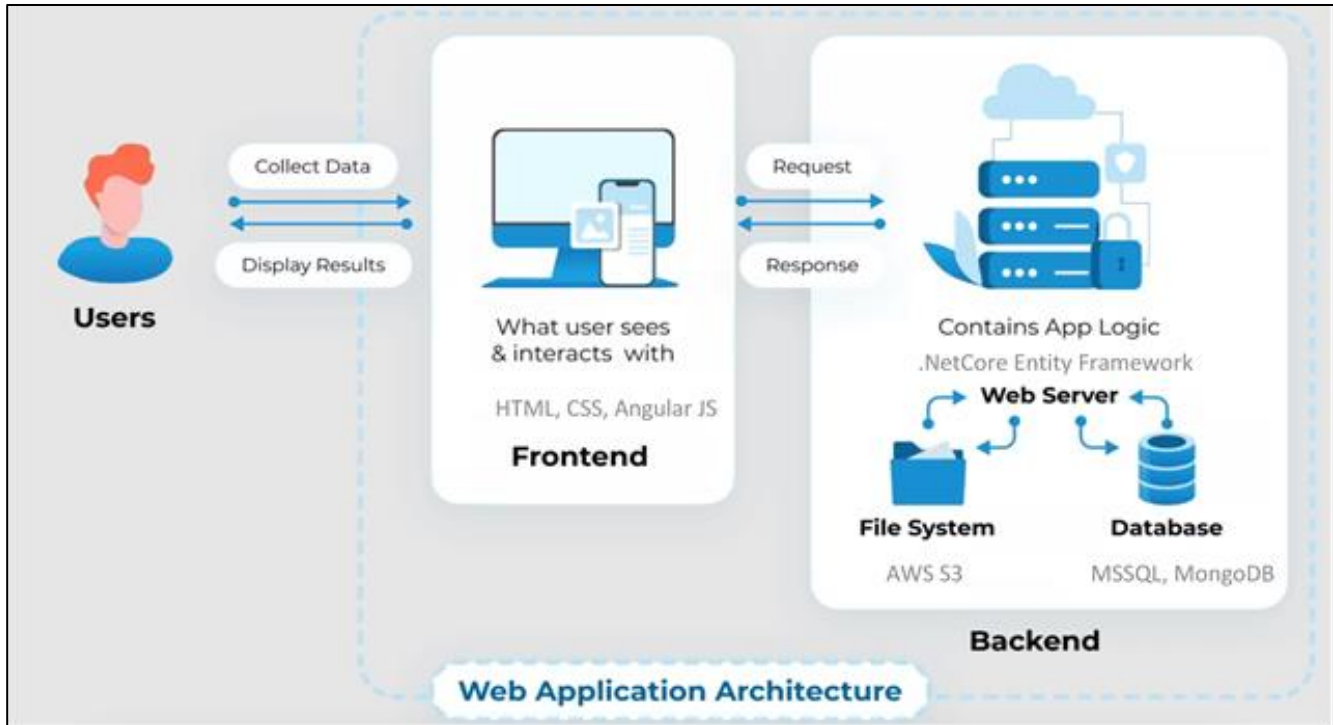 Users
Collect Data
Display Results
What user sees
& interacts with
HTML, CSS, Angular JS
Frontend
Request
Response
Contains App Logic
.NetCore Entity Framework
Web Server
File System
AWS S3
Database
MSSQL, MongoDB
Backend
Web Application Architecture